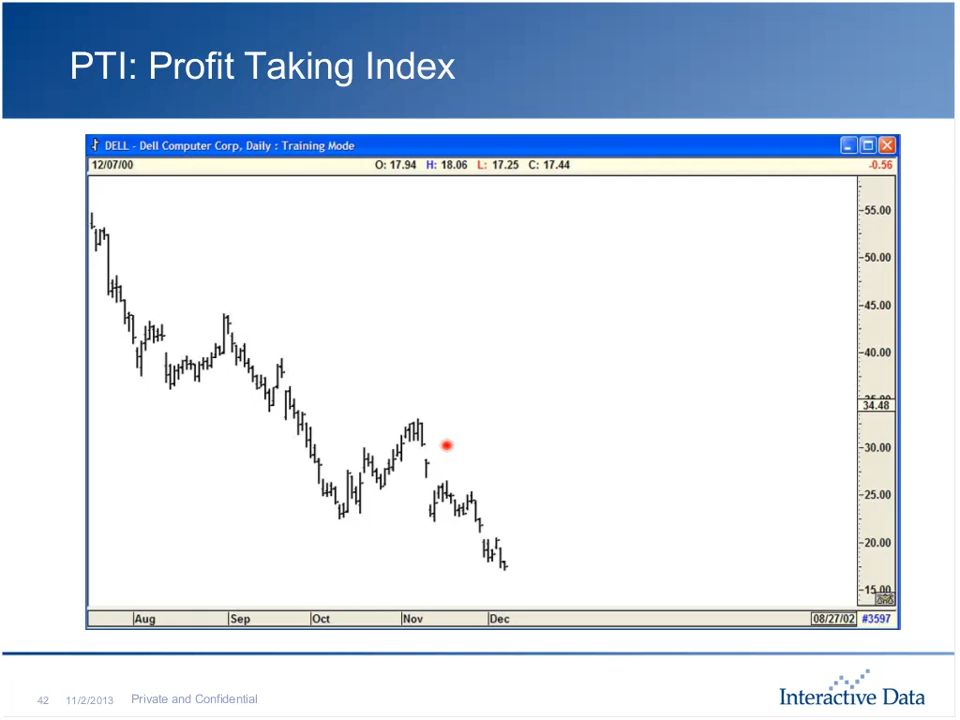 PTI: Profit Taking Index
DELL - Dell Computer Corp, Daily : Training Mode
12/07/00 O: 17.94 H: 18.06 L: 17.25 C: 17.44 -0.56
55.00
50.00
45.00
40.00
35.00
34.48
30.00
25.00
20.00
15.00
Aug Sep Oct Nov Dec 08/27/02 #3597
42 11/2/2013 Private and Confidential
Interactive Data